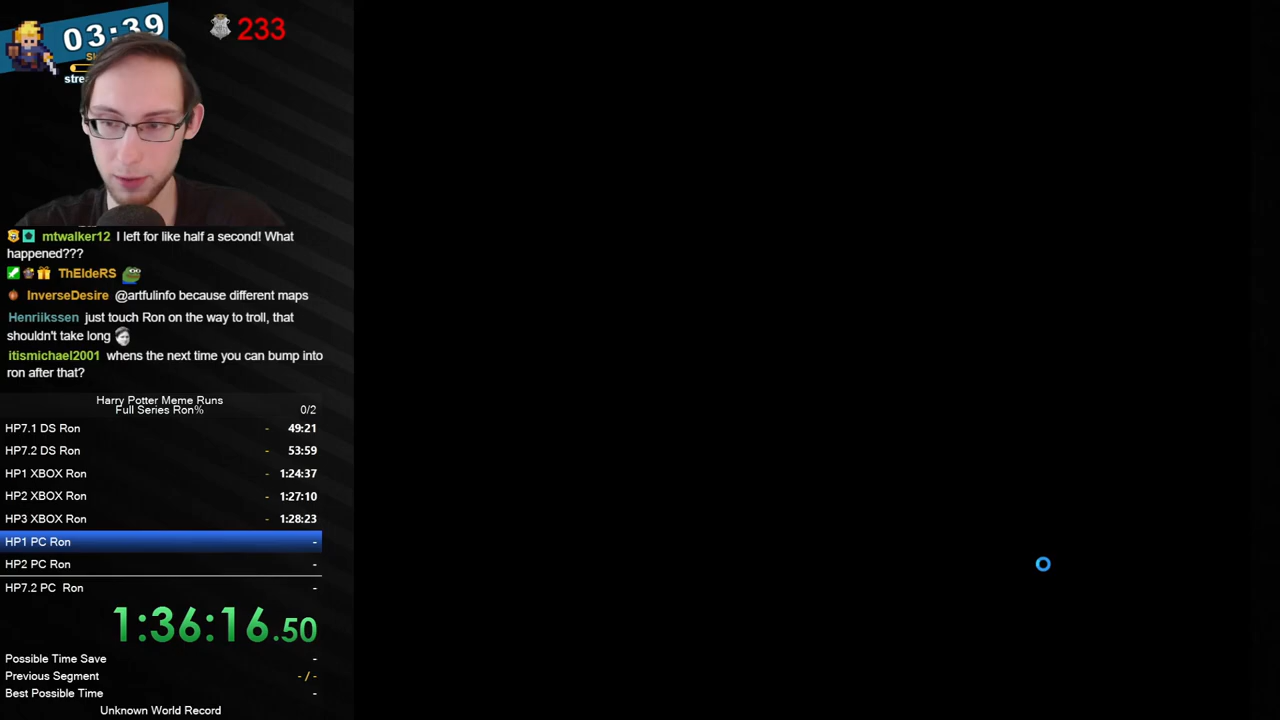 03:39
233
stre
mtwalker12 I left for like half a second! What
happened???
ThEldeRS
InverseDesire @artfulinfo because different maps
Henriikssen just touch Ron on the way to troll, that
shouldn't take long
itismichael2001 whens the next time you can bump into
ron after that?
Harry Potter Meme Runs
Full Series Ron% 0/2
HP7.1 DS Ron - 49:21
HP7.2 DS Ron - 53:59
HP1 XBOX Ron - 1:24:37
HP2 XBOX Ron - 1:27:10
HP3 XBOX Ron - 1:28:23
HP1 PC Ron -
HP2 PC Ron -
HP7.2 PC Ron -
1:36:16.50
Possible Time Save -
Previous Segment - / -
Best Possible Time -
Unknown World Record